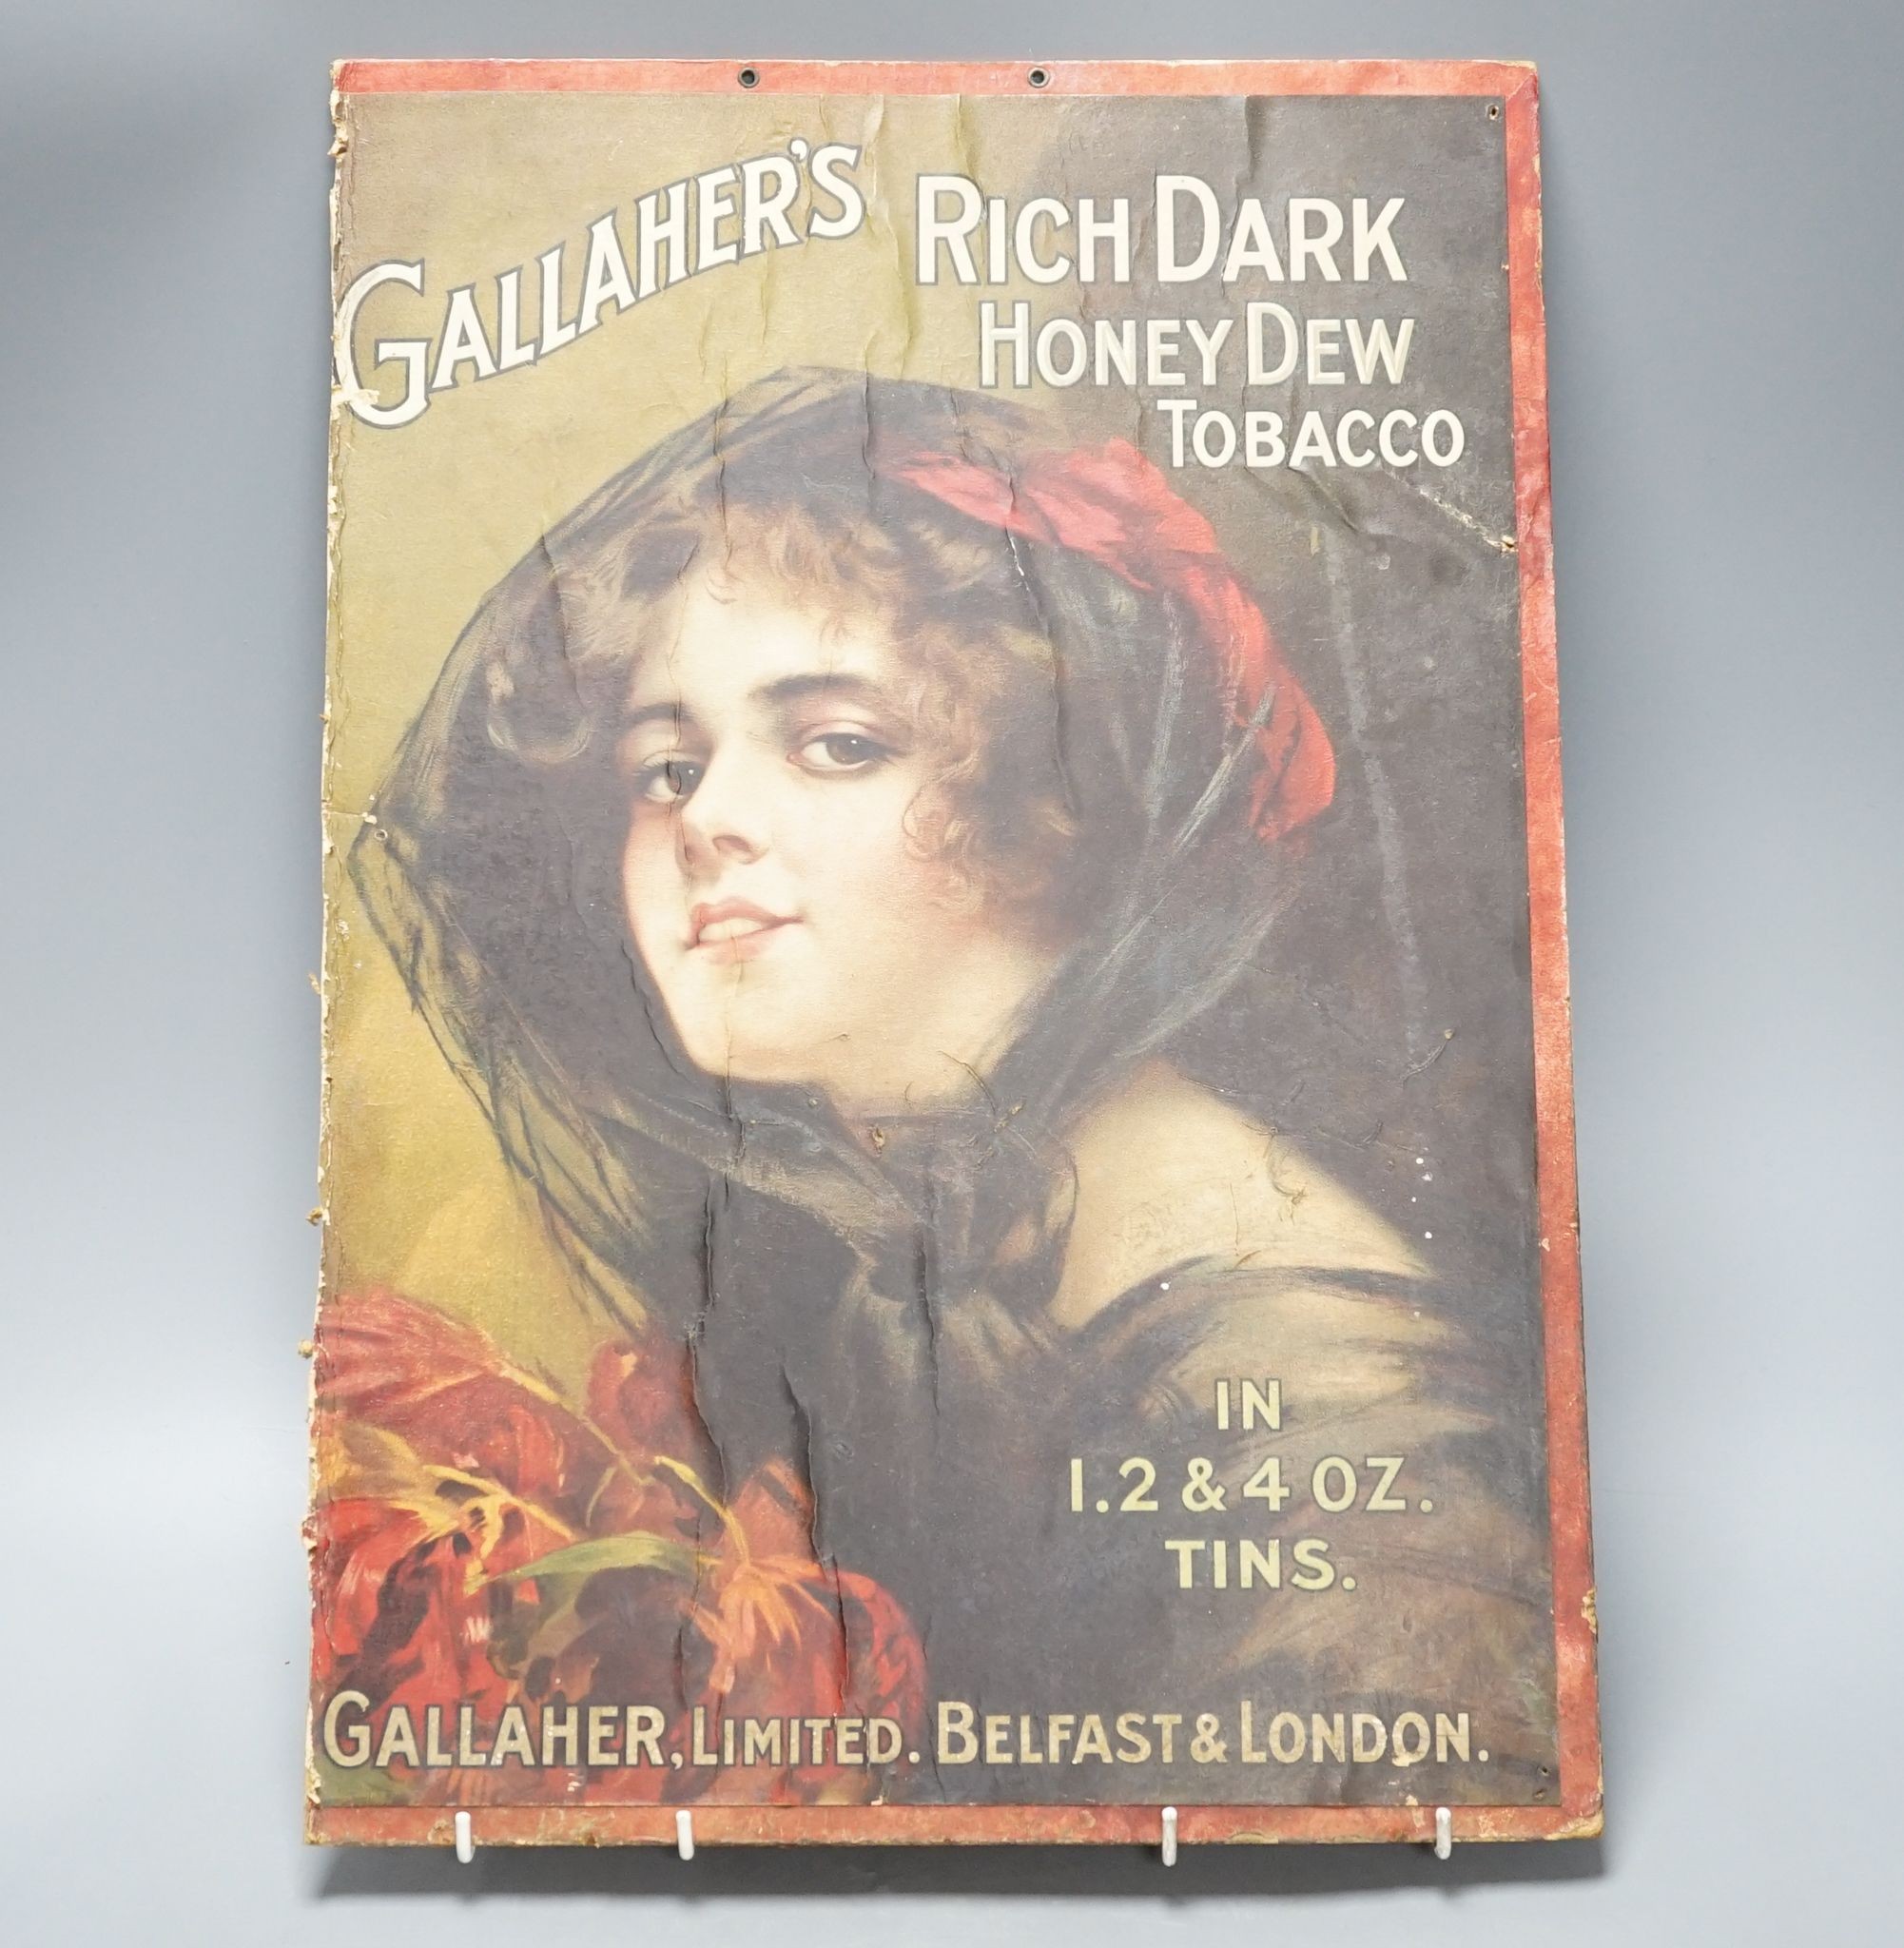 GALLAHER'S
RICH DARK
HONEY DEW
TOBACCO
IN
1.2 & 4 OZ.
TINS.
GALLAHER, LIMITED. BELFAST & LONDON.